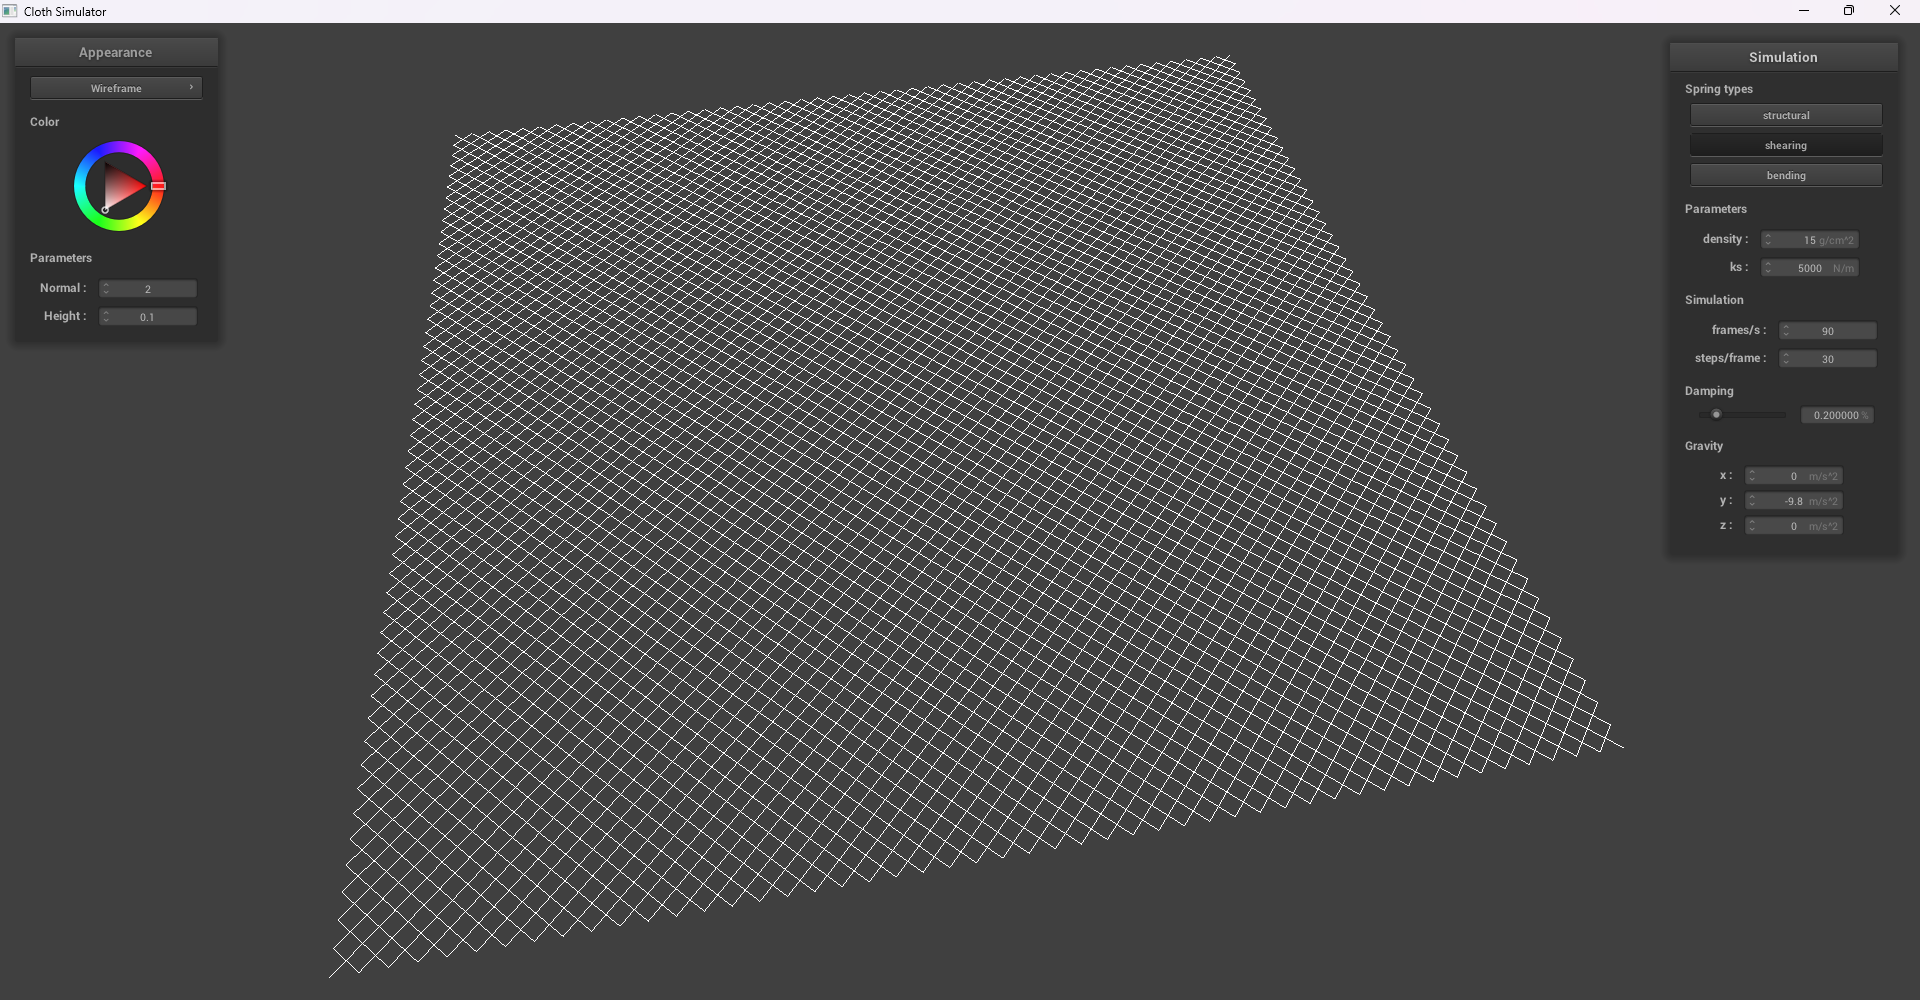 Cloth Simulator
Appearance
Wireframe
Color
Parameters
Normal : 2
Height : 0.1
Simulation
Spring types
structural
shearing
bending
Parameters
density : 15 g/cm^2
ks : 5000 N/m
Simulation
frames/s : 90
steps/frame : 30
Damping
0.200000 %
Gravity
x : 0 m/s^2
y : -9.8 m/s^2
z : 0 m/s^2